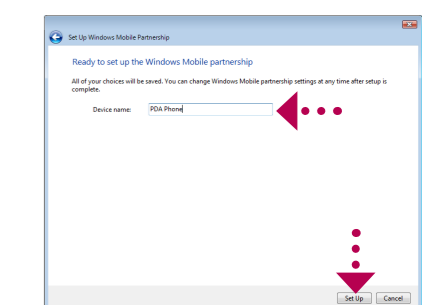 Set Up Windows Mobile Partnership
Ready to set up the Windows Mobile partnership
All of your choices will be saved. You can change Windows Mobile partnership settings at any time after setup is
complete.
Device name: PDA Phone
Set Up Cancel